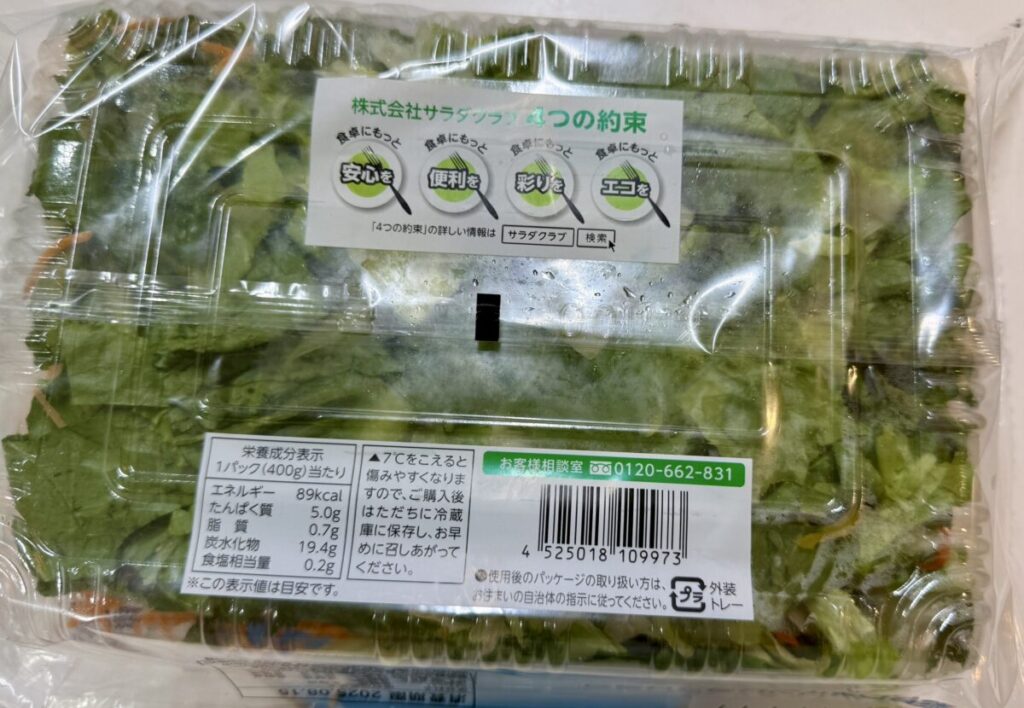 株式会社サラダクラブ 4つの約束
食卓にもっと 食卓にもっと 食卓にもっと 食卓にもっと
安心を 便利を 彩りを エコを
「4つの約束」の詳しい情報は サラダクラブ 検索
栄養成分表示
1パック(400g)当たり
エネルギー 89kcal
たんぱく質 5.0g
脂 質 0.7g
炭水化物 19.4g
食塩相当量 0.2g
※この表示値は目安です。
▲7℃をこえると
傷みやすくなりま
すので、ご購入後
はただちに冷蔵
庫に保存し、お早
めに召しあがって
ください。
お客様相談室 0120-662-831
4 525018 109973
●使用後のパッケージの取り扱い方は、
お住まいの自治体の指示に従ってください。
プラ
外装
トレー
消費期限 2025.08.15